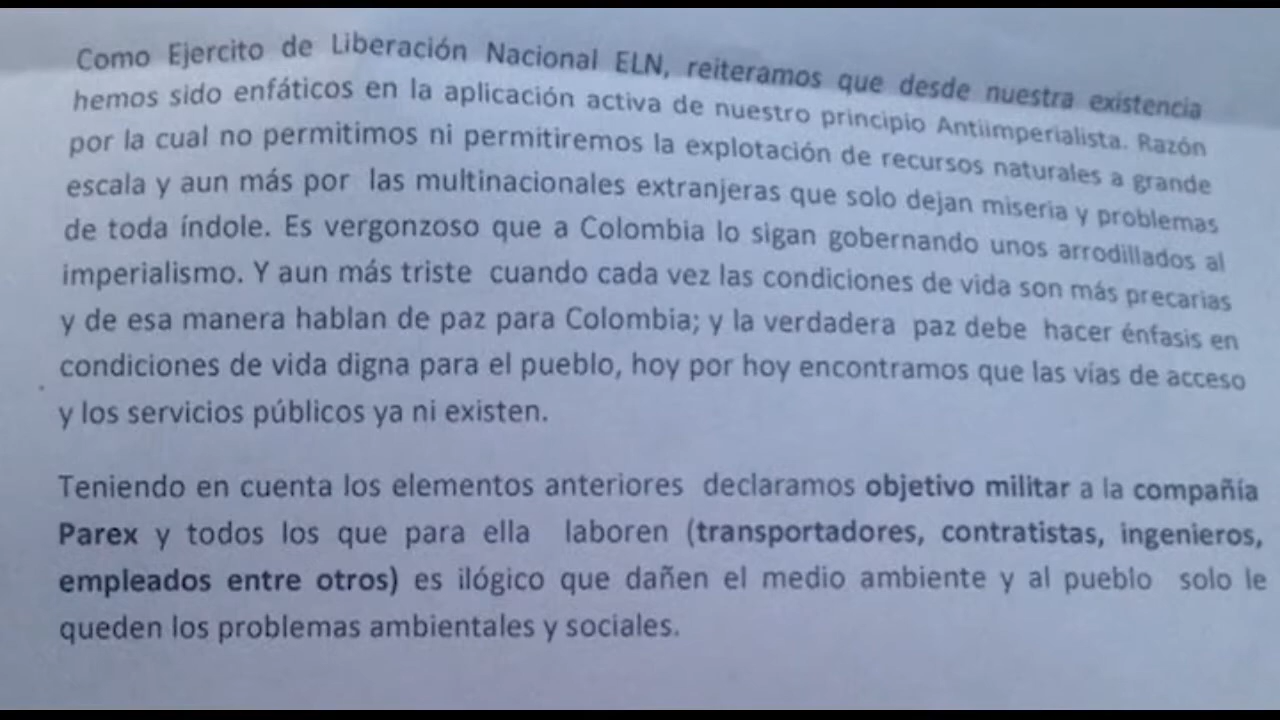 Como Ejercito de Liberación Nacional ELN, reiteramos que desde nuestra existencia
hemos sido enfáticos en la aplicación activa de nuestro principio Antiimperialista. Razón
por la cual no permitimos ni permitiremos la explotación de recursos naturales a grande
escala y aun más por las multinacionales extranjeras que solo dejan miseria y problemas
de toda índole. Es vergonzoso que a Colombia lo sigan gobernando unos arrodillados al
imperialismo. Y aun más triste cuando cada vez las condiciones de vida son más precarias
y de esa manera hablan de paz para Colombia; y la verdadera paz debe hacer énfasis en
condiciones de vida digna para el pueblo, hoy por hoy encontramos que las vías de acceso
y los servicios públicos ya ni existen.
Teniendo en cuenta los elementos anteriores declaramos objetivo militar a la compañía
Parex y todos los que para ella laboren (transportadores, contratistas, ingenieros,
empleados entre otros) es ilógico que dañen el medio ambiente y al pueblo solo le
queden los problemas ambientales y sociales.